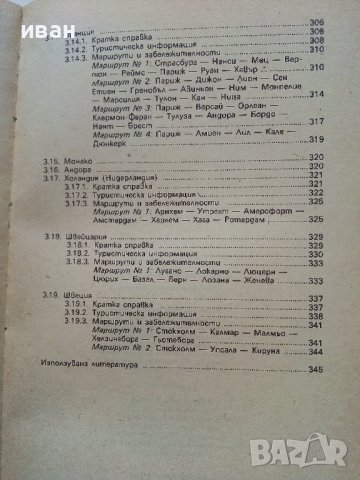 иван
анция 306
3.14.1. Кратка справка 306
3.14.2. Туристическа информация 308
3.14.3. Маршрути и забележителности 310
Маршрут № 1: Страсбург — Нанси — Мец — Вер-
дюн — Реймс — Париж — Руан — Хавър 310
Маршрут № 2: Париж — Дижон — Лион — Сен
Етиен — Гренобъл — Авиньон — Ним — Монпелие
— Марсилия — Тулон — Кан — Ница 314
Маршрут № 3: Париж — Варсай — Орлеан —
Клермон-Феран — Тулуза — Андора — Бордо —
Нант — Брест 317
Маршрут № 4: Париж — Амиен — Лил — Кале —
Дюнкерк 319
3.15. Монако 320
3.16. Андора 320
3.17. Холандия (Нидерландия) 321
3.17.1. Кратка справка 321
3.17.2. Туристическа информация 322
3.17.3. Маршрути и забележителности 325
Маршрут № 1: Арнхем — Утрехт — Амерсфорт —
Амстердам — Харлем — Хага — Ротердам 325
3.18. Швейцария 329
3.18.1. Кратка справка 329
3.18.2. Туристическа информация 330
3.18.3. Маршрути и забележителности 333
Маршрут № 1: Лугано — Локарно — Люцерн —
Цюрих — Базел — Берн — Лозана — Женева 333
3.19. Швеция 337
3.19.1. Кратка справка 337
3.19.2. Туристическа информация 338
3.19.3. Маршрути и забележителности 341
Маршрут № 1: Стокхолм — Калмар — Малмьо —
Хелзингборг — Гьотеборг 341
Маршрут № 2: Стокхолм — Упсала — Кируна 344
Използувана литература 345
BAZAR